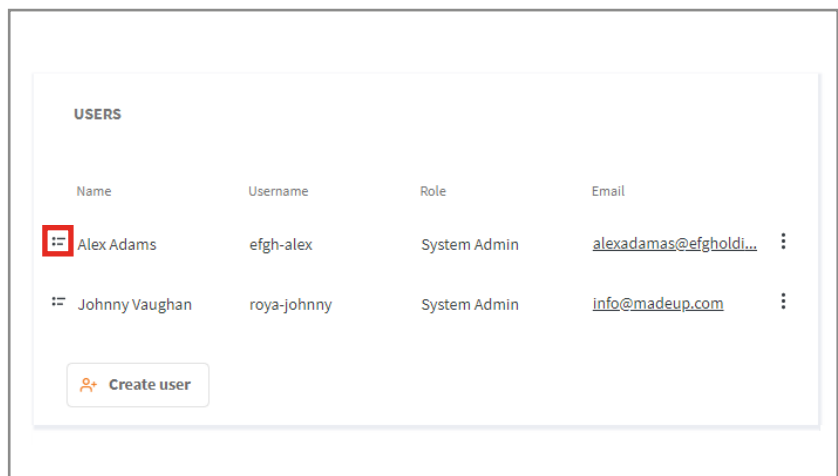 USERS
Name Username Role Email
Alex Adams efgh-alex System Admin alexadamas@efgholdi...
Johnny Vaughan roya-johnny System Admin info@madeup.com
Create user